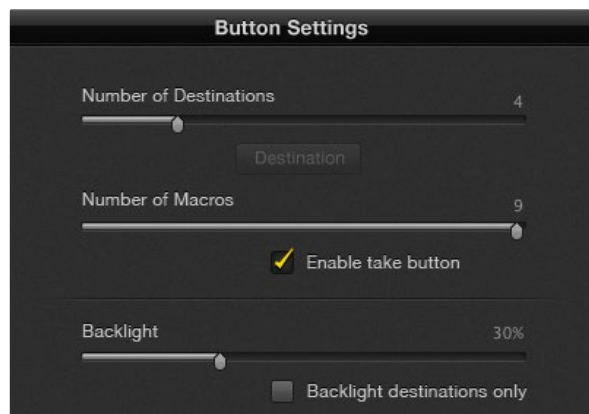 Button Settings
Number of Destinations 4
Destination
Number of Macros 9
Enable take button
Backlight 30%
Backlight destinations only